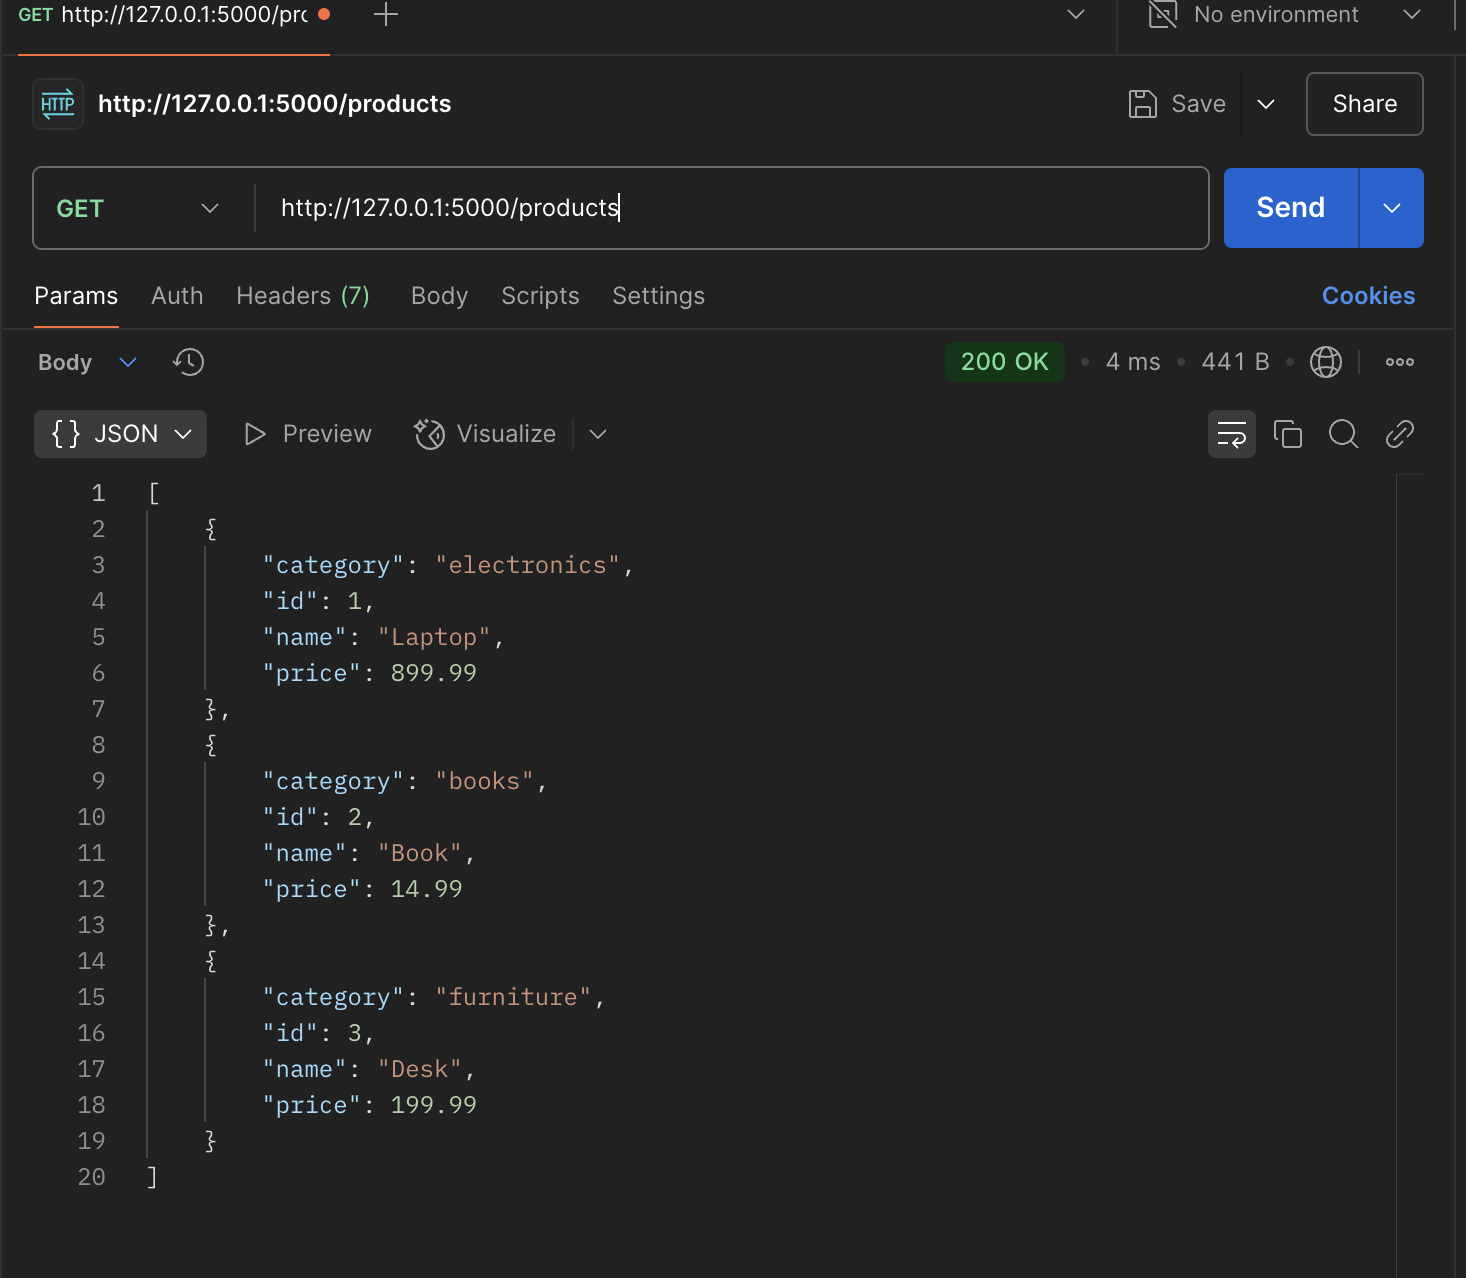 GET http://127.0.0.1:5000/pro
No environment
HTTP http://127.0.0.1:5000/products
Save
Share
GET http://127.0.0.1:5000/products
Send
Params Auth Headers (7) Body Scripts Settings Cookies
Body 200 OK • 4 ms • 441 B
{} JSON Preview Visualize
1 [
2 {
3 "category": "electronics",
4 "id": 1,
5 "name": "Laptop",
6 "price": 899.99
7 },
8 {
9 "category": "books",
10 "id": 2,
11 "name": "Book",
12 "price": 14.99
13 },
14 {
15 "category": "furniture",
16 "id": 3,
17 "name": "Desk",
18 "price": 199.99
19 }
20 ]